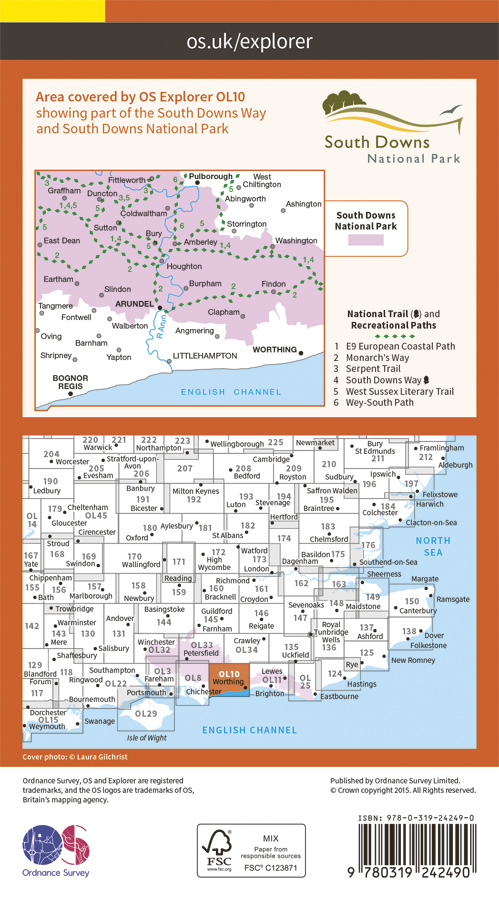 os.uk/explorer
Area covered by OS Explorer OL10
showing part of the South Downs Way
and South Downs National Park
South Downs
National Park
Fittleworth
Pulborough
West
Chiltington
Graffham
Duncton
Abingworth
Ashington
Coldwaltham
Storrington
Sutton
Bury
East Dean
Amberley
Washington
Houghton
Eartham
Burpham
Findon
Slindon
ARUNDEL
Tangmere
Clapham
Fontwell
Walberton
Angmering
Oving
R Arun
Barnham
WORTHING
Shripney
Yapton
LITTLEHAMPTON
BOGNOR
REGIS
ENGLISH CHANNEL
3
1,4,5
5
2
3,5
3
6
5
6
5
1,4
2
1,4
1,4
2
2
2
South Downs
National Park
National Trail ( ) and
Recreational Paths
1 E9 European Coastal Path
2 Monarch's Way
3 Serpent Trail
4 South Downs Way
5 West Sussex Literary Trail
6 Wey-South Path
220 221 222 223 Wellingborough 225 Newmarket Bury
St Edmunds
211
Framlingham
212
Aldeburgh
Warwick Northampton
204
Worcester
Stratford-upon-
Avon
205
Evesham
206
207
208
Bedford
Cambridge
209
Royston
210
Sudbury
Ipswich
196
197
190
Ledbury
Banbury
191
Bicester
Milton Keynes
192
193
Luton
194
Stevenage
Saffron Walden
195
Braintree
184
Colchester
Felixstowe
Harwich
Clacton-on-Sea
OL
14
179
Gloucester
Cheltenham
OL45
Cirencester
180
Oxford
Aylesbury
181
182
St Albans
Hertford
174
183
Chelmsford
NORTH
SEA
Stroud
168
167
Yate
169
Swindon
170
Wallingford
171
172
High
Wycombe
Watford
173
London
Dagenham
Basildon 175
176
Southend-on-Sea
Chippenham
155
156
Bath
157
Marlborough
158
Newbury
Reading
159
160
Bracknell
Richmond
161
Croydon
162
163
Sheerness
Margate
Ramsgate
Trowbridge
142
Warminster
143
Mere
130
Andover
131
Basingstoke
144
Guildford
145
Farnham
146
Reigate
Sevenoaks
147
148
Maidstone
149
150
Canterbury
Salisbury
Shaftesbury
Winchester
OL32
OL33
Petersfield
Crawley
OL34
135
Uckfield
Royal
Tunbridge
Wells
136
137
Ashford
138
Dover
Folkestone
129
Blandford
Forum
118
117
Ringwood
Southampton
OL22
OL3
Fareham
Portsmouth
OL8
Chichester
OL10
Worthing
Lewes
OL11
Brighton
OL
25
Eastbourne
124
Hastings
Rye
125
New Romney
Bournemouth
Dorchester
OL15
Weymouth
Swanage
OL29
Isle of Wight
ENGLISH CHANNEL
Cover photo: © Laura Gilchrist
Ordnance Survey, OS and Explorer are registered
trademarks, and the OS logos are trademarks of OS,
Britain's mapping agency.
Published by Ordnance Survey Limited.
© Crown copyright 2015. All Rights reserved.
OS
Ordnance Survey
FSC
www.fsc.org
MIX
Paper from
responsible sources
FSC® C123871
ISBN: 978-0-319-24249-0
9 780319 242490